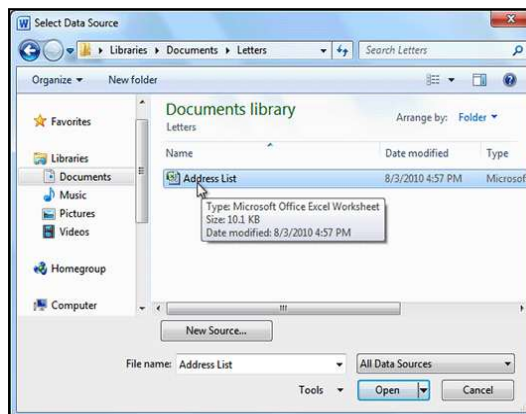 Select Data Source
Libraries Documents Letters
Search Letters
Organize New folder
Favorites
Libraries
Documents
Music
Pictures
Videos
Homegroup
Computer
Documents library
Letters
Arrange by: Folder
Name Date modified Type
Address List 8/3/2010 4:57 PM Microsof
Type: Microsoft Office Excel Worksheet
Size: 10.1 KB
Date modified: 8/3/2010 4:57 PM
New Source...
File name: Address List All Data Sources
Tools Open Cancel